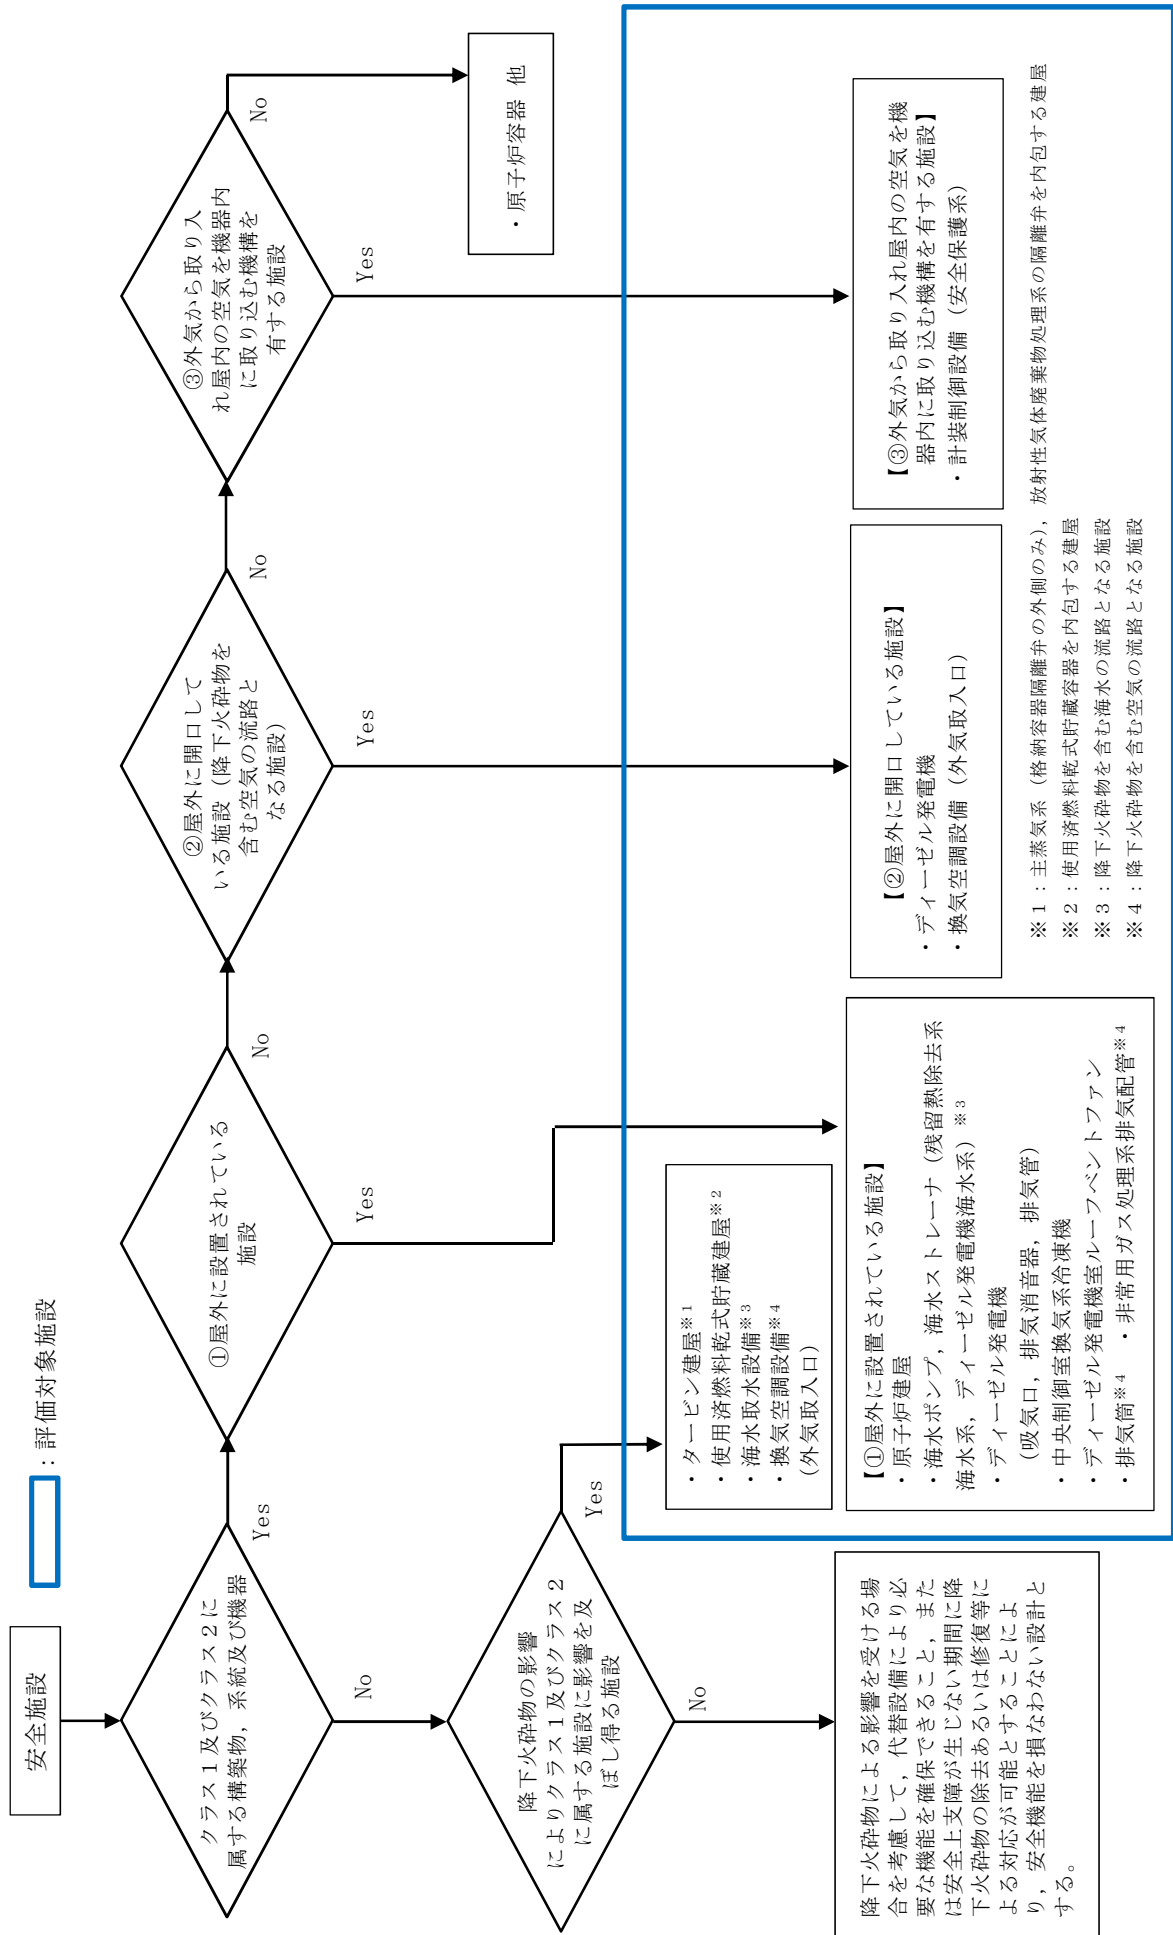 安全施設
：評価対象施設
クラス１及びクラス２に
属する構築物，系統及び機器
Yes
No
①屋外に設置されている
施設
Yes
No
②屋外に開口して
いる施設（降下火砕物を
含む空気の流路と
なる施設）
Yes
No
③外気から取り入
れ屋内の空気を機器内
に取り込む機構を
有する施設
Yes
No
・原子炉容器 他
降下火砕物の影響
によりクラス１及びクラス２
に属する施設に影響を及
ぼし得る施設
Yes
No
・タービン建屋※1
・使用済燃料乾式貯蔵建屋※2
・海水取水設備※3
・換気空調設備※4
（外気取入口）
降下火砕物による影響を受ける場
合を考慮して，代替設備により必
要な機能を確保できること，また
は安全上支障が生じない期間に降
下火砕物の除去あるいは修復等に
よる対応が可能とすることによ
り，安全機能を損なわない設計と
する。
【①屋外に設置されている施設】
・原子炉建屋
・海水ポンプ，海水ストレーナ（残留熱除去系
海水系，ディーゼル発電機海水系）※3
・ディーゼル発電機
（吸気口，排気消音器，排気管）
・中央制御室換気系冷凍機
・ディーゼル発電機室ルーフベントファン
・排気筒※4 ・非常用ガス処理系排気配管※4
【②屋外に開口している施設】
・ディーゼル発電機
・換気空調設備（外気取入口）
【③外気から取り入れ屋内の空気を機
器内に取り込む機構を有する施設】
・計装制御設備（安全保護系）
※１：主蒸気系（格納容器隔離弁の外側のみ），放射性気体廃棄物処理系の隔離弁を内包する建屋
※２：使用済燃料乾式貯蔵容器を内包する建屋
※３：降下火砕物を含む海水の流路となる施設
※４：降下火砕物を含む空気の流路となる施設